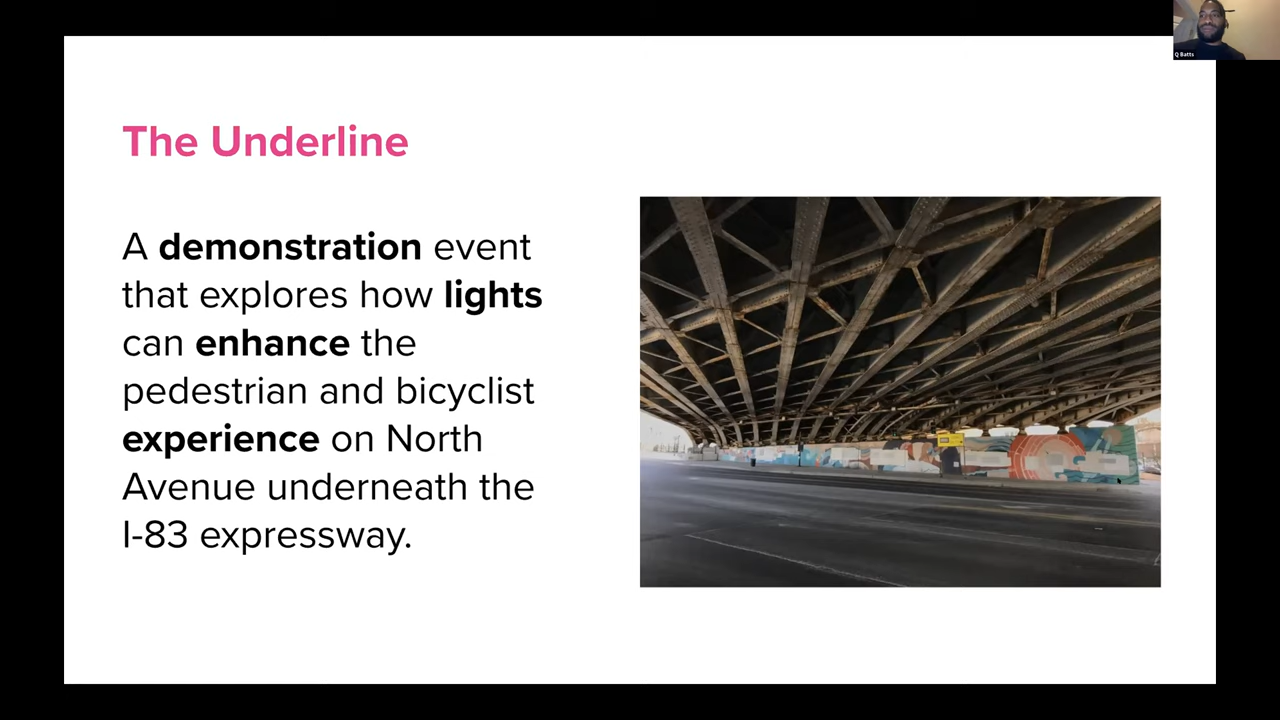 The Underline
A demonstration event
that explores how lights
can enhance the
pedestrian and bicyclist
experience on North
Avenue underneath the
I-83 expressway.
Q Batts